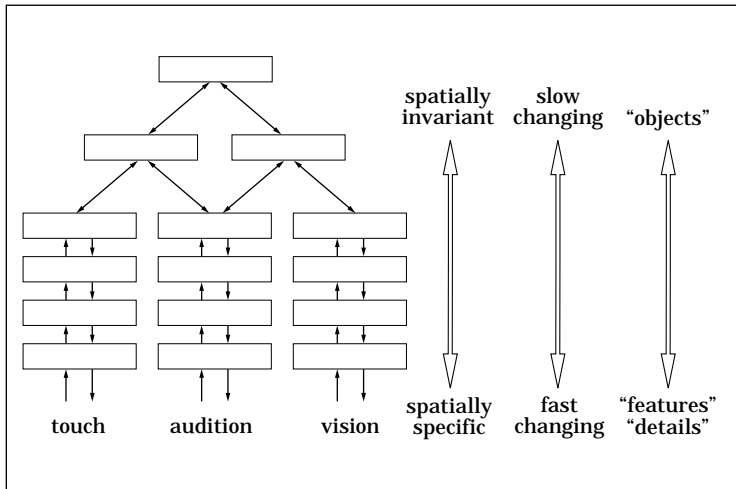 spatially
invariant
slow
changing
“objects”
touch
audition
vision
spatially
specific
fast
changing
“features”
“details”